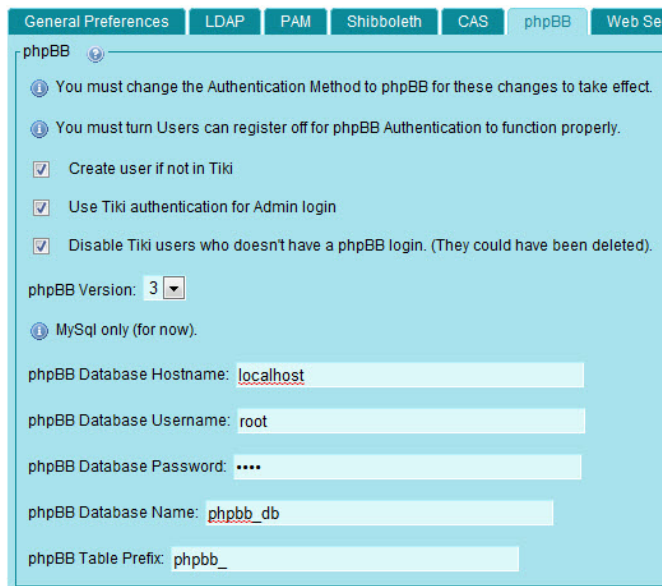 General Preferences LDAP PAM Shibboleth CAS phpBB Web Se
phpBB
You must change the Authentication Method to phpBB for these changes to take effect.
You must turn Users can register off for phpBB Authentication to function properly.
Create user if not in Tiki
Use Tiki authentication for Admin login
Disable Tiki users who doesn't have a phpBB login. (They could have been deleted).
phpBB Version: 3
MySql only (for now).
phpBB Database Hostname: localhost
phpBB Database Username: root
phpBB Database Password: ••••
phpBB Database Name: phpbb_db
phpBB Table Prefix: phpbb_